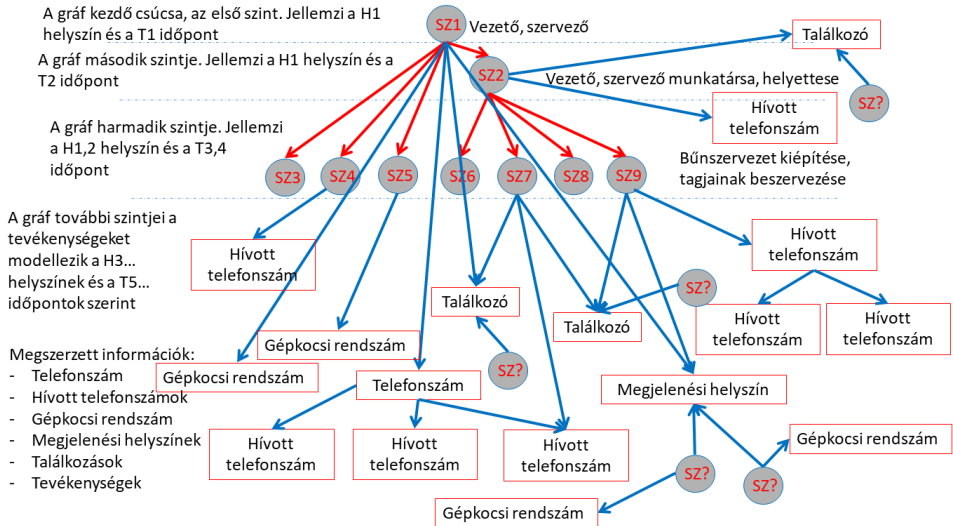 A gráf kezdő csúcsa, az első szint. Jellemzi a H1
helyszín és a T1 időpont
SZ1
Vezető, szervező
Találkozó
A gráf második szintje. Jellemzi a H1 helyszín és a
T2 időpont
SZ2
Vezető, szervező munkatársa, helyettese
SZ?
Hívott
telefonszám
A gráf harmadik szintje. Jellemzi
a H1,2 helyszín és a T3,4
időpont
Bűnszervezet kiépítése,
tagjainak beszervezése
SZ3
SZ4
SZ5
SZ6
SZ7
SZ8
SZ9
A gráf további szintjei a
tevékenységeket
modellezik a H3...
helyszínek és a T5...
időpontok szerint
Hívott
telefonszám
Hívott
telefonszám
Találkozó
SZ?
Találkozó
Hívott
telefonszám
Hívott
telefonszám
Gépkocsi rendszám
Gépkocsi rendszám
SZ?
Telefonszám
Megjelenési helyszín
Megszerzett információk:
- Telefonszám
- Hívott telefonszámok
- Gépkocsi rendszám
- Megjelenési helyszínek
- Találkozások
- Tevékenységek
Hívott
telefonszám
Hívott
telefonszám
Hívott
telefonszám
Gépkocsi rendszám
SZ?
SZ?
Gépkocsi rendszám